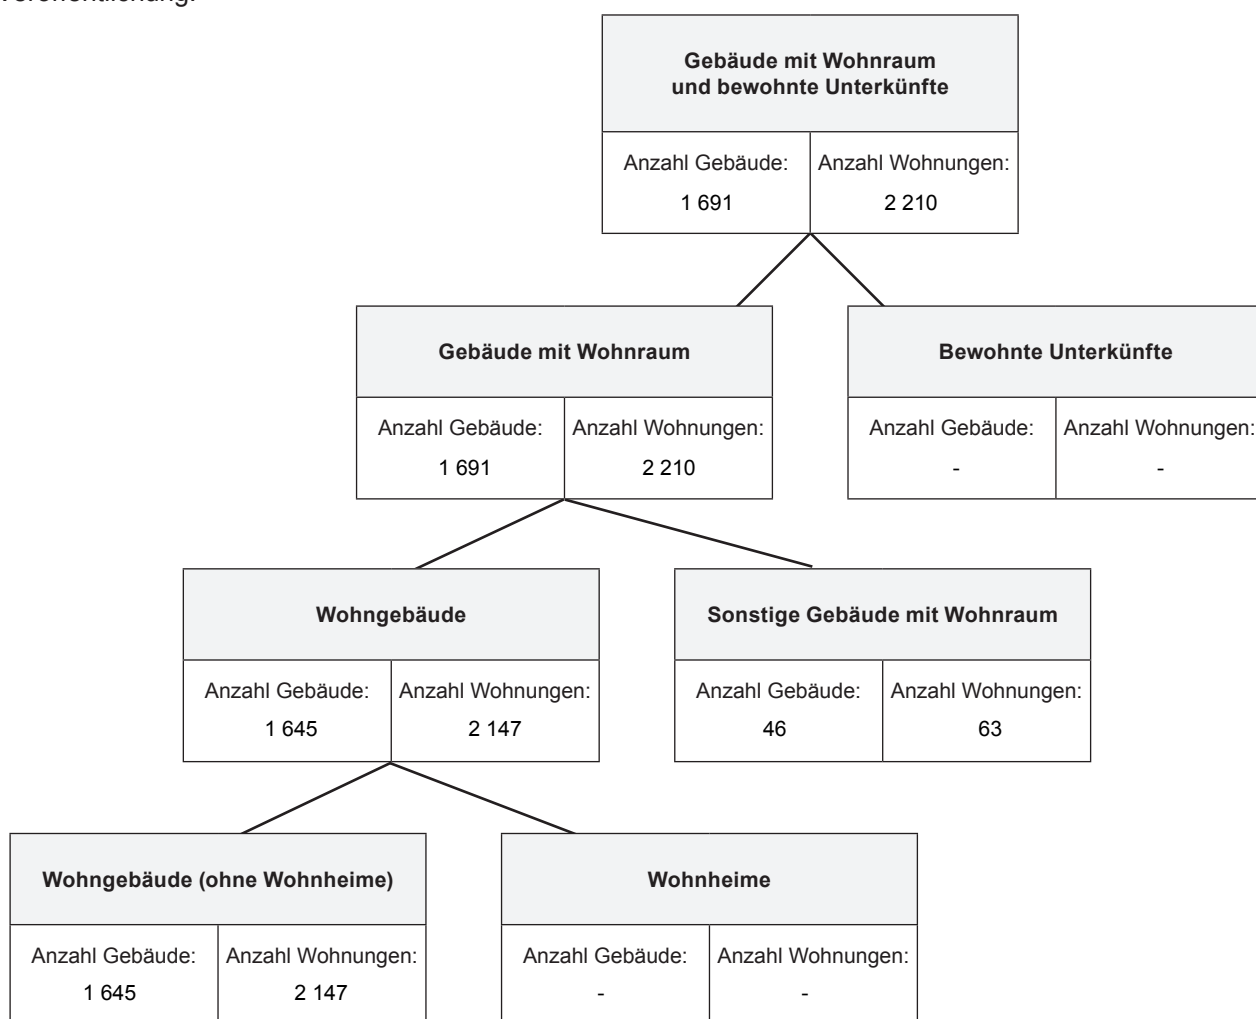 Veröffentlichung.
Gebäude mit Wohnraum
und bewohnte Unterkünfte
Anzahl Gebäude: Anzahl Wohnungen:
1 691 2 210
Gebäude mit Wohnraum Bewohnte Unterkünfte
Anzahl Gebäude: Anzahl Wohnungen: Anzahl Gebäude: Anzahl Wohnungen:
1 691 2 210 - -
Wohngebäude Sonstige Gebäude mit Wohnraum
Anzahl Gebäude: Anzahl Wohnungen: Anzahl Gebäude: Anzahl Wohnungen:
1 645 2 147 46 63
Wohngebäude (ohne Wohnheime) Wohnheime
Anzahl Gebäude: Anzahl Wohnungen: Anzahl Gebäude: Anzahl Wohnungen:
1 645 2 147 - -